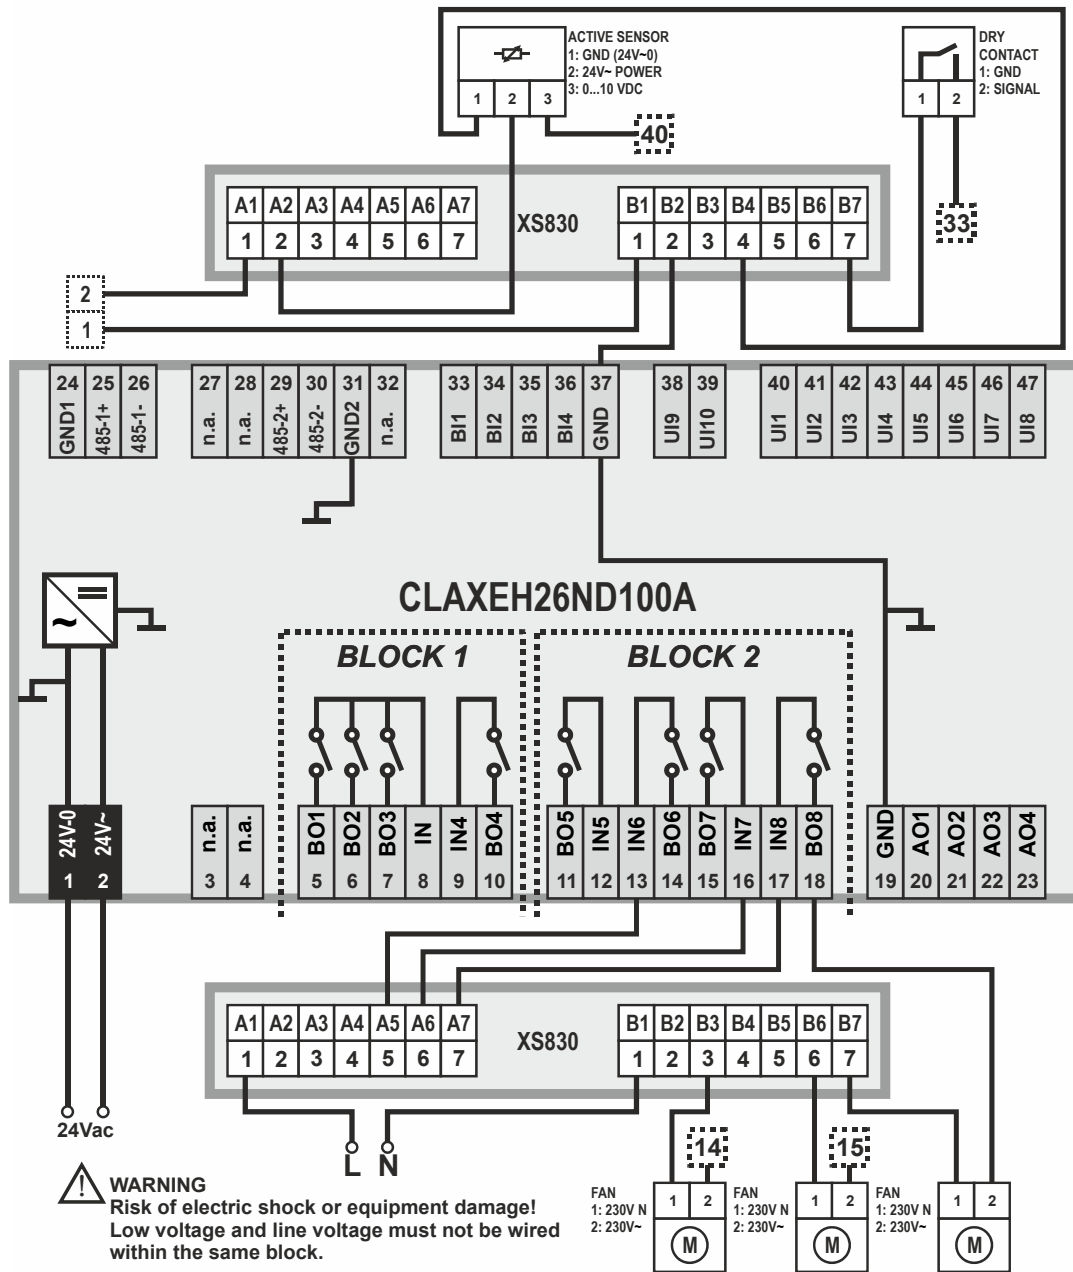 ACTIVE SENSOR
1: GND (24V~0)
2: 24V~ POWER
3: 0...10 VDC
1 2 3
40
DRY
CONTACT
1: GND
2: SIGNAL
1 2
33
A1 A2 A3 A4 A5 A6 A7
1 2 3 4 5 6 7
XS830
B1 B2 B3 B4 B5 B6 B7
1 2 3 4 5 6 7
2
1
24 25 26 27 28 29 30 31 32 33 34 35 36 37 38 39 40 41 42 43 44 45 46 47
GND1 485-1+ 485-1- n.a. n.a. 485-2+ 485-2- GND2 n.a. BI1 BI2 BI3 BI4 GND UI9 UI10 UI1 UI2 UI3 UI4 UI5 UI6 UI7 UI8
~
CLAXEH26ND100A
BLOCK 1
BLOCK 2
24V-0 24V~ n.a. n.a. BO1 BO2 BO3 IN IN4 BO4 BO5 IN5 IN6 BO6 BO7 IN7 IN8 BO8 GND AO1 AO2 AO3 AO4
1 2 3 4 5 6 7 8 9 10 11 12 13 14 15 16 17 18 19 20 21 22 23
A1 A2 A3 A4 A5 A6 A7
1 2 3 4 5 6 7
XS830
B1 B2 B3 B4 B5 B6 B7
1 2 3 4 5 6 7
24Vac
L N
14
15
WARNING
Risk of electric shock or equipment damage!
Low voltage and line voltage must not be wired
within the same block.
FAN
1: 230V N
2: 230V~
1 2
M
FAN
1: 230V N
2: 230V~
1 2
M
FAN
1: 230V N
2: 230V~
1 2
M